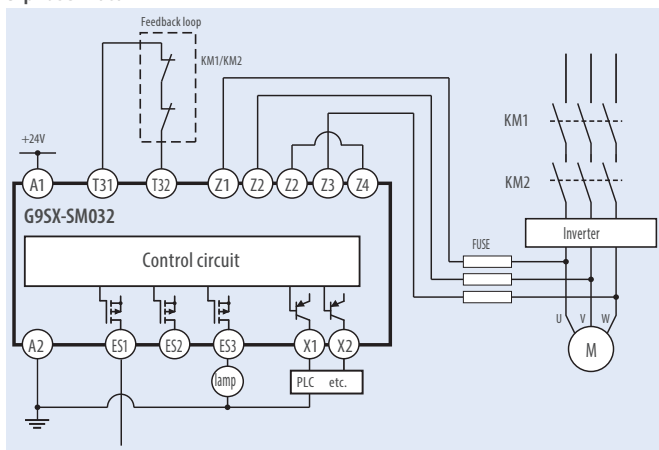 Feedback loop
KM1/KM2
+24V
KM1
KM2
A1
T31
T32
Z1
Z2
Z2
Z3
Z4
G9SX-SM032
Inverter
FUSE
Control circuit
U
V
W
A2
ES1
ES2
ES3
X1
X2
M
lamp
PLC etc.